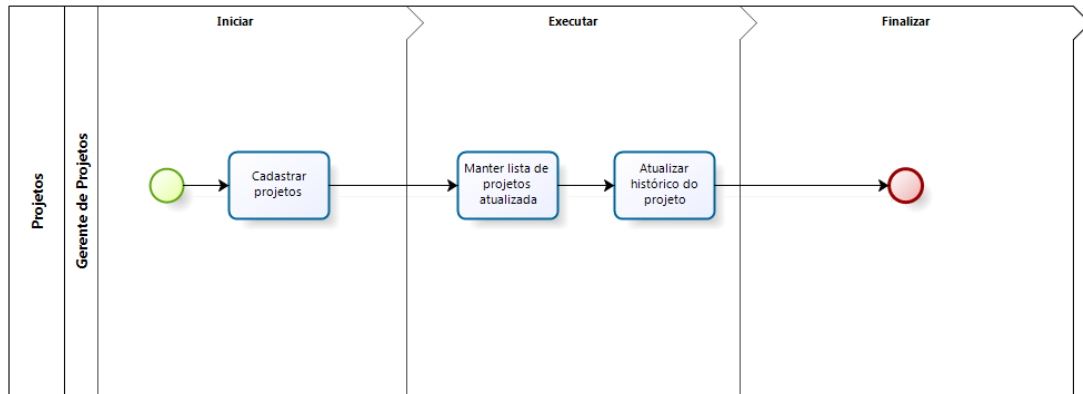 Iniciar
Executar
Finalizar
Projetos
Gerente de Projetos
Cadastrar
projetos
Manter lista de
projetos
atualizada
Atualizar
histórico do
projeto